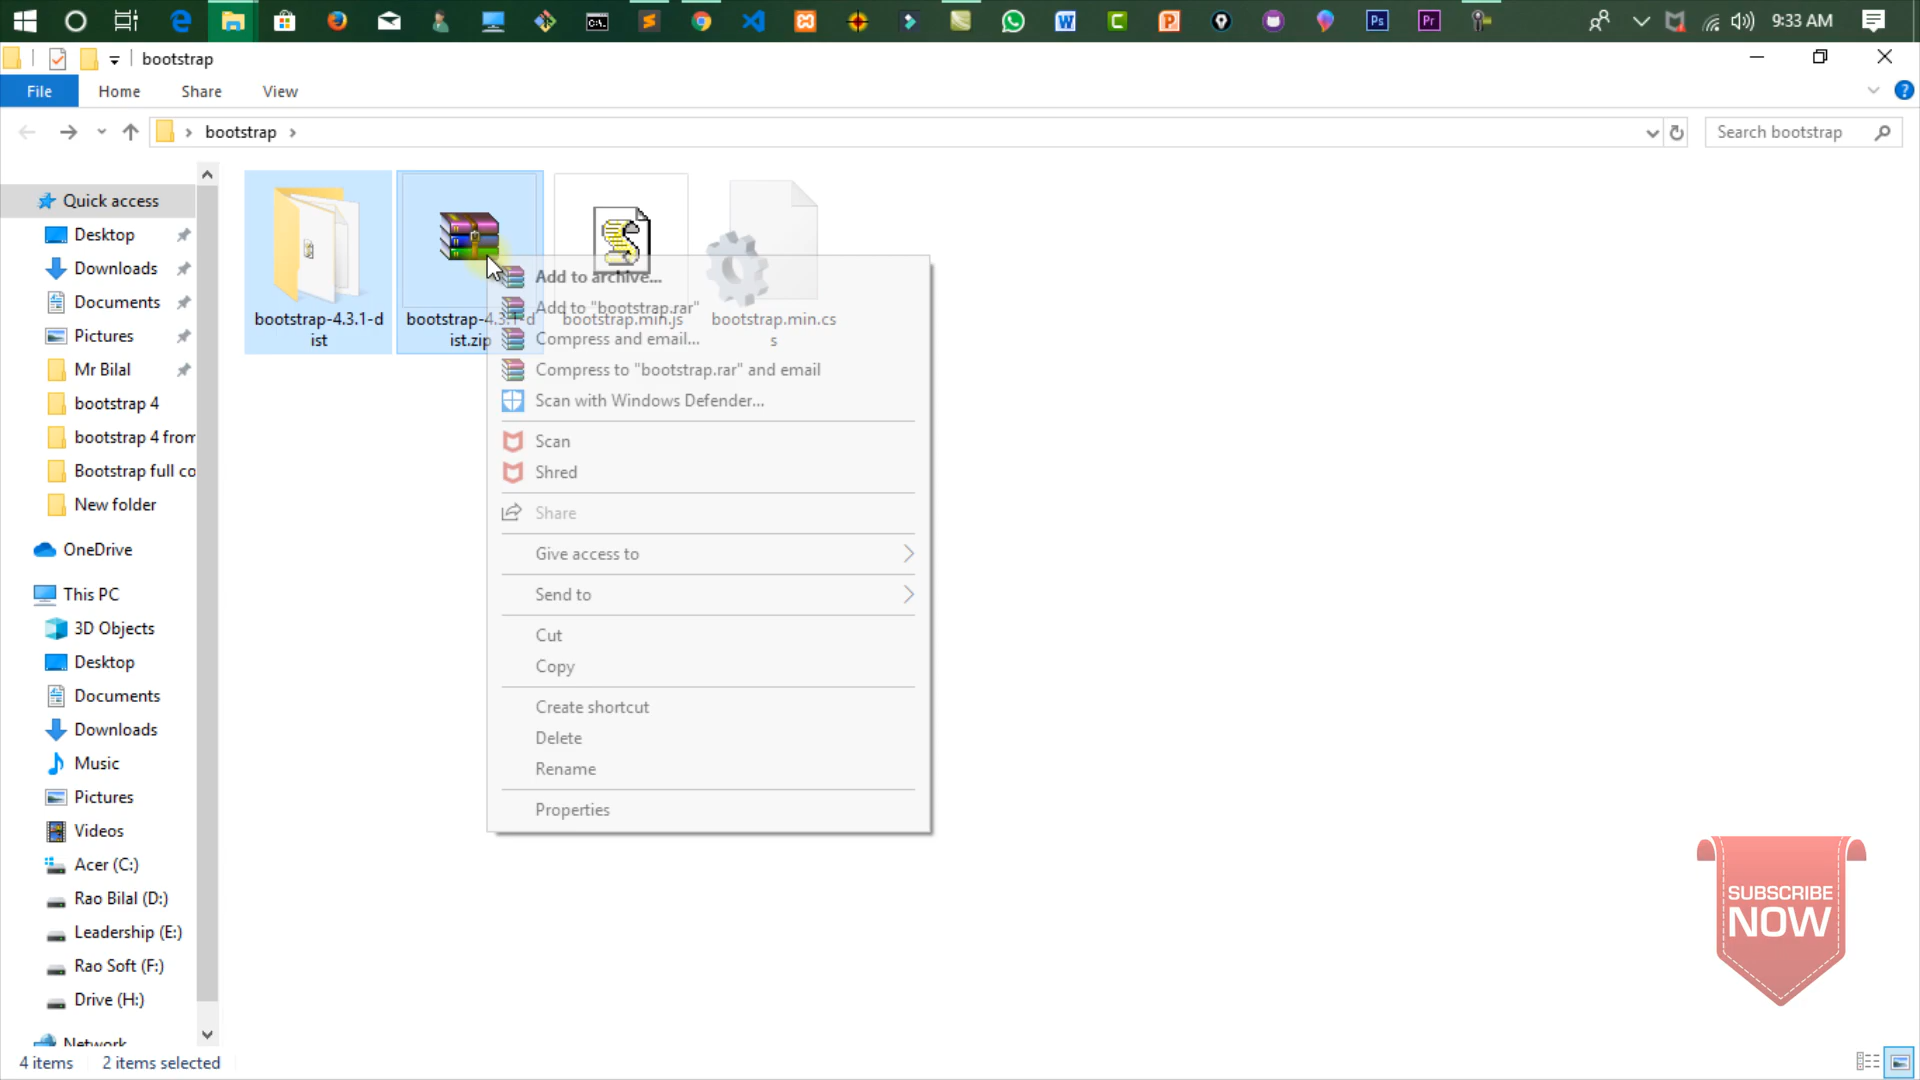 9:33 AM
bootstrap
File
Home
Share
View
bootstrap
Search bootstrap
Quick access
Desktop
Downloads
Documents
Pictures
Mr Bilal
bootstrap 4
bootstrap 4 from
Bootstrap full co
New folder
OneDrive
This PC
3D Objects
Desktop
Documents
Downloads
Music
Pictures
Videos
Acer (C:)
Rao Bilal (D:)
Leadership (E:)
Rao Soft (F:)
Drive (H:)
Network
bootstrap-4.3.1-d
ist
bootstrap-4.3.1-d
ist.zip
bootstrap.min.js
bootstrap.min.cs
s
Add to archive...
Add to "bootstrap.rar"
Compress and email...
Compress to "bootstrap.rar" and email
Scan with Windows Defender...
Scan
Shred
Share
Give access to
Send to
Cut
Copy
Create shortcut
Delete
Rename
Properties
SUBSCRIBE
NOW
4 items
2 items selected